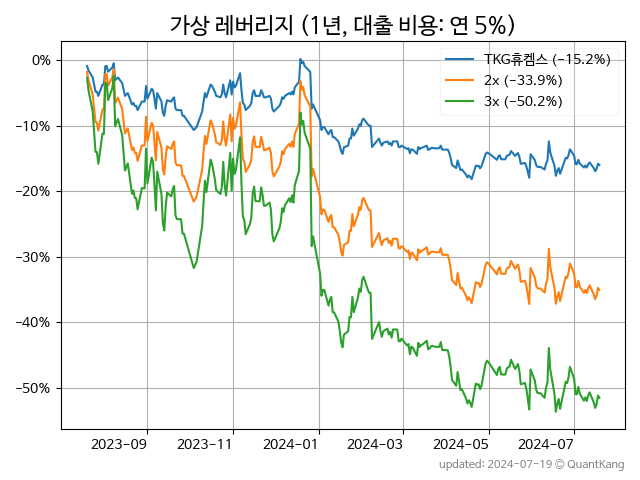 가상 레버리지 (1년, 대출 비용: 연 5%)
TKG휴켐스 (−15.2%)
2x (−33.9%)
3x (−50.2%)
0%
−10%
−20%
−30%
−40%
−50%
2023-09 2023-11 2024-01 2024-03 2024-05 2024-07
updated: 2024-07-19 © QuantKang